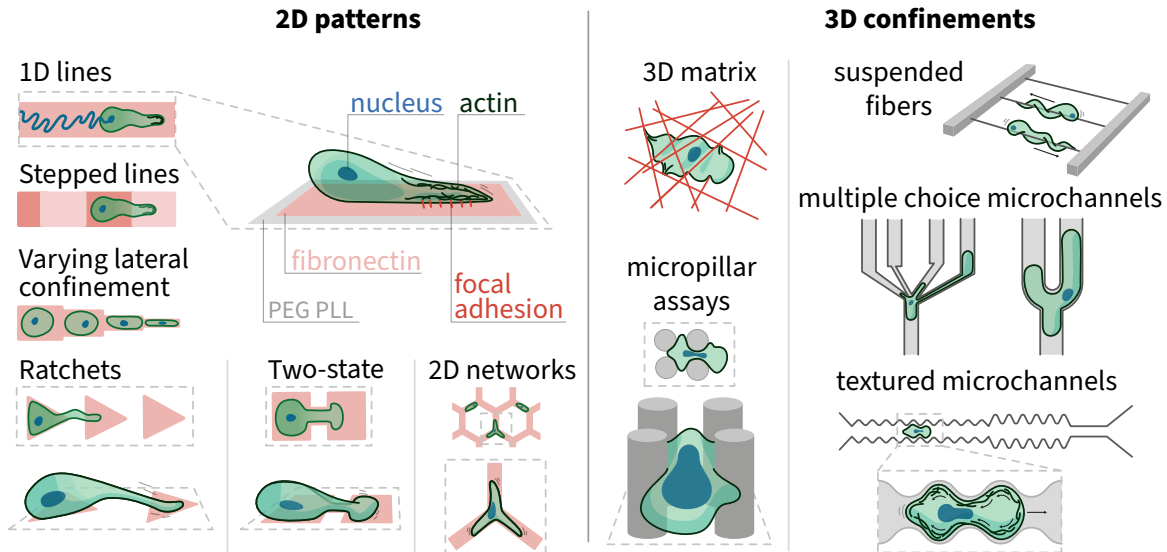 2D patterns
1D lines
nucleus
actin
Stepped lines
fibronectin
Varying lateral
confinement
PEG PLL
focal
adhesion
Ratchets
Two-state
2D networks
3D confinements
3D matrix
suspended
fibers
multiple choice microchannels
micropillar
assays
textured microchannels